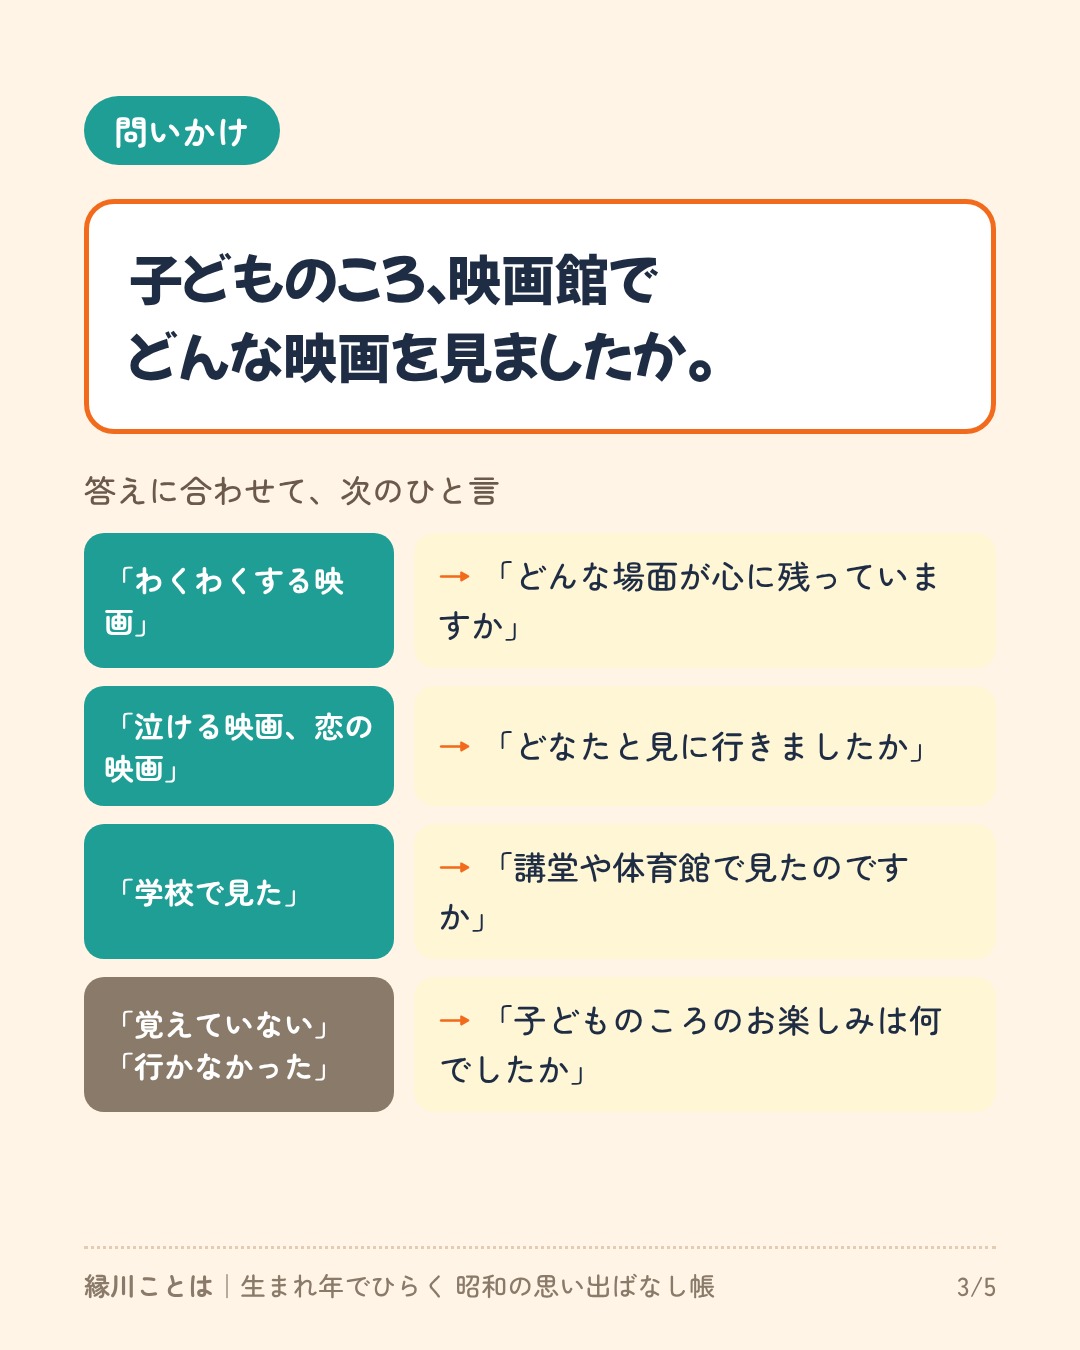 問いかけ
子どものころ、映画館で
どんな映画を見ましたか。
答えに合わせて、次のひと言
「わくわくする映
画」
→ 「どんな場面が心に残っていま
すか」
「泣ける映画、恋の
映画」
→ 「どなたと見に行きましたか」
「学校で見た」
→ 「講堂や体育館で見たのです
か」
「覚えていない」
「行かなかった」
→ 「子どものころのお楽しみは何
でしたか」
縁川ことは｜生まれ年でひらく 昭和の思い出ばなし帳
3/5